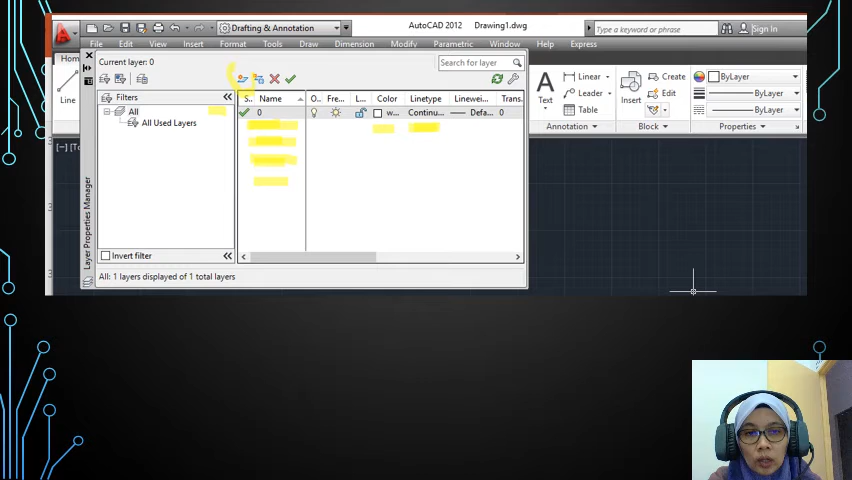 Drafting & Annotation
AutoCAD 2012 Drawing1.dwg
Type a keyword or phrase
Sign In
File Edit View Insert Format Tools Draw Dimension Modify Parametric Window Help Express
Hom
Line
Current layer: 0
Search for layer
Filters
All
All Used Layers
S.. Name O.. Fre... L... Color Linetype Linewei... Trans.
0 w... Continu... Defa... 0
Invert filter
All: 1 layers displayed of 1 total layers
Layer Properties Manager
Text
Linear
Leader
Table
Annotation
Insert
Create
Edit
Block
ByLayer
ByLayer
ByLayer
Properties